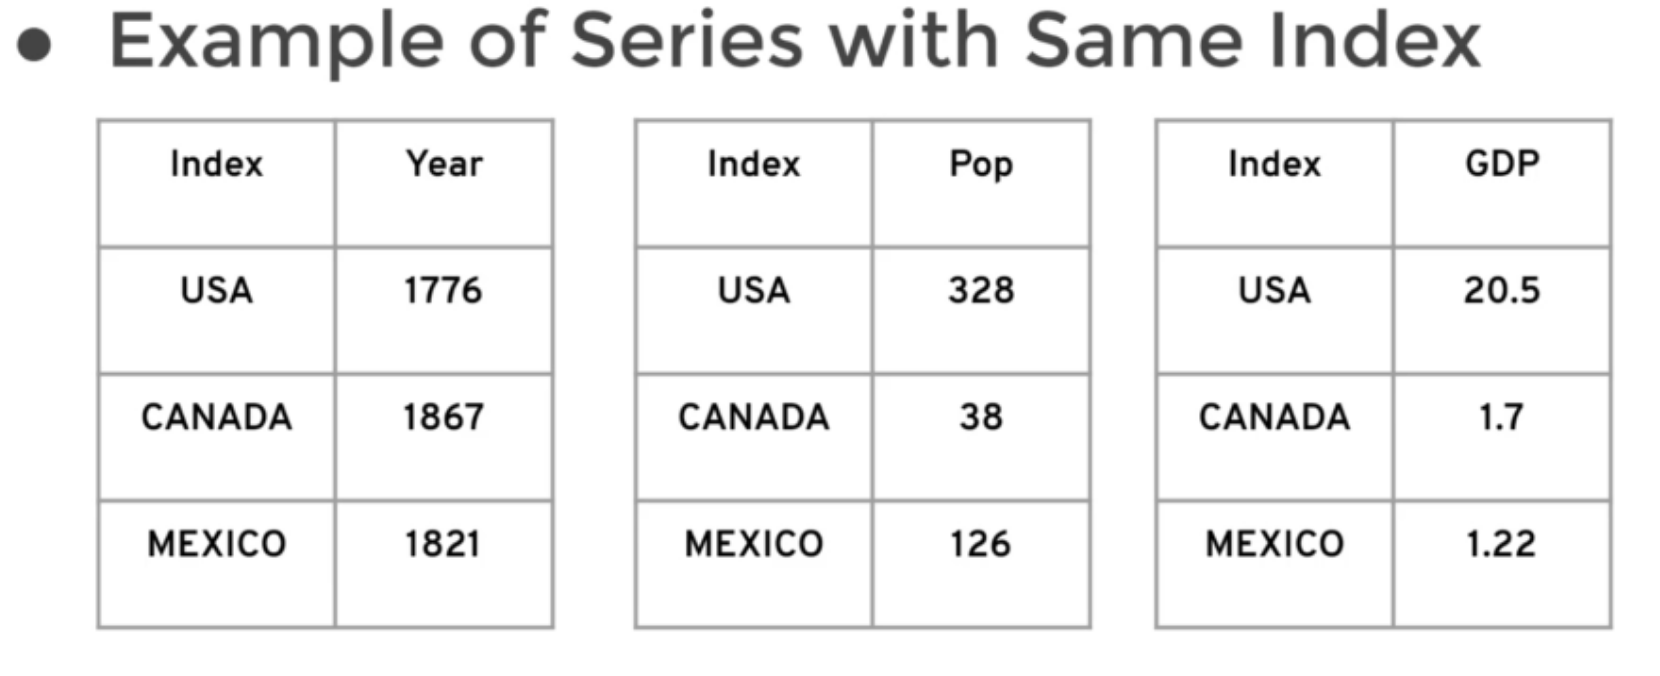 ● Example of Series with Same Index
Index Year Index Pop Index GDP
USA 1776 USA 328 USA 20.5
CANADA 1867 CANADA 38 CANADA 1.7
MEXICO 1821 MEXICO 126 MEXICO 1.22